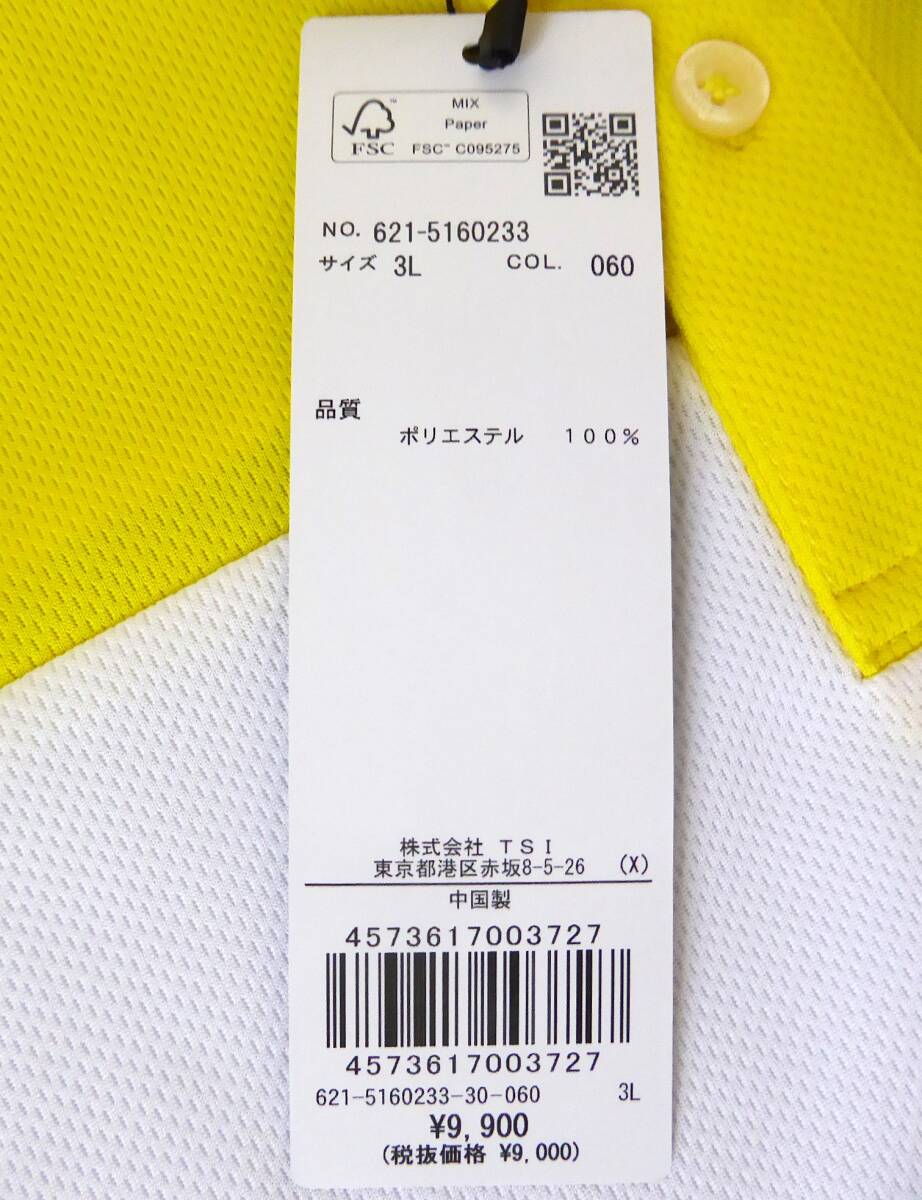 FSC™
MIX
Paper
FSC™ C095275
NO. 621-5160233
サイズ 3L COL. 060
品質
ポリエステル 100%
株式会社 TSI
東京都港区赤坂8-5-26 (X)
中国製
4573617003727
4573617003727
621-5160233-30-060 3L
¥9,900
(税抜価格 ¥9,000)